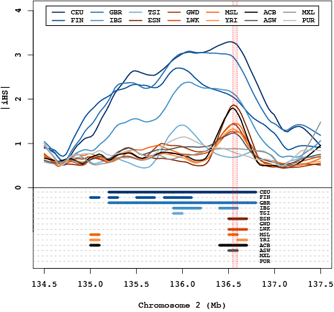 CEU GBR TSI GWD MGL ACB MXL
FIN IBS ESN LWK YRI ASW PUR
|iHS|
4
3
2
1
0
CEU
FIN
GBR
IBS
TSI
ESN
GWD
LWK
MSL
YRI
ACB
ASW
MXL
PUR
134.5 135.0 135.5 136.0 136.5 137.0 137.5
Chromosome 2 (Mb)